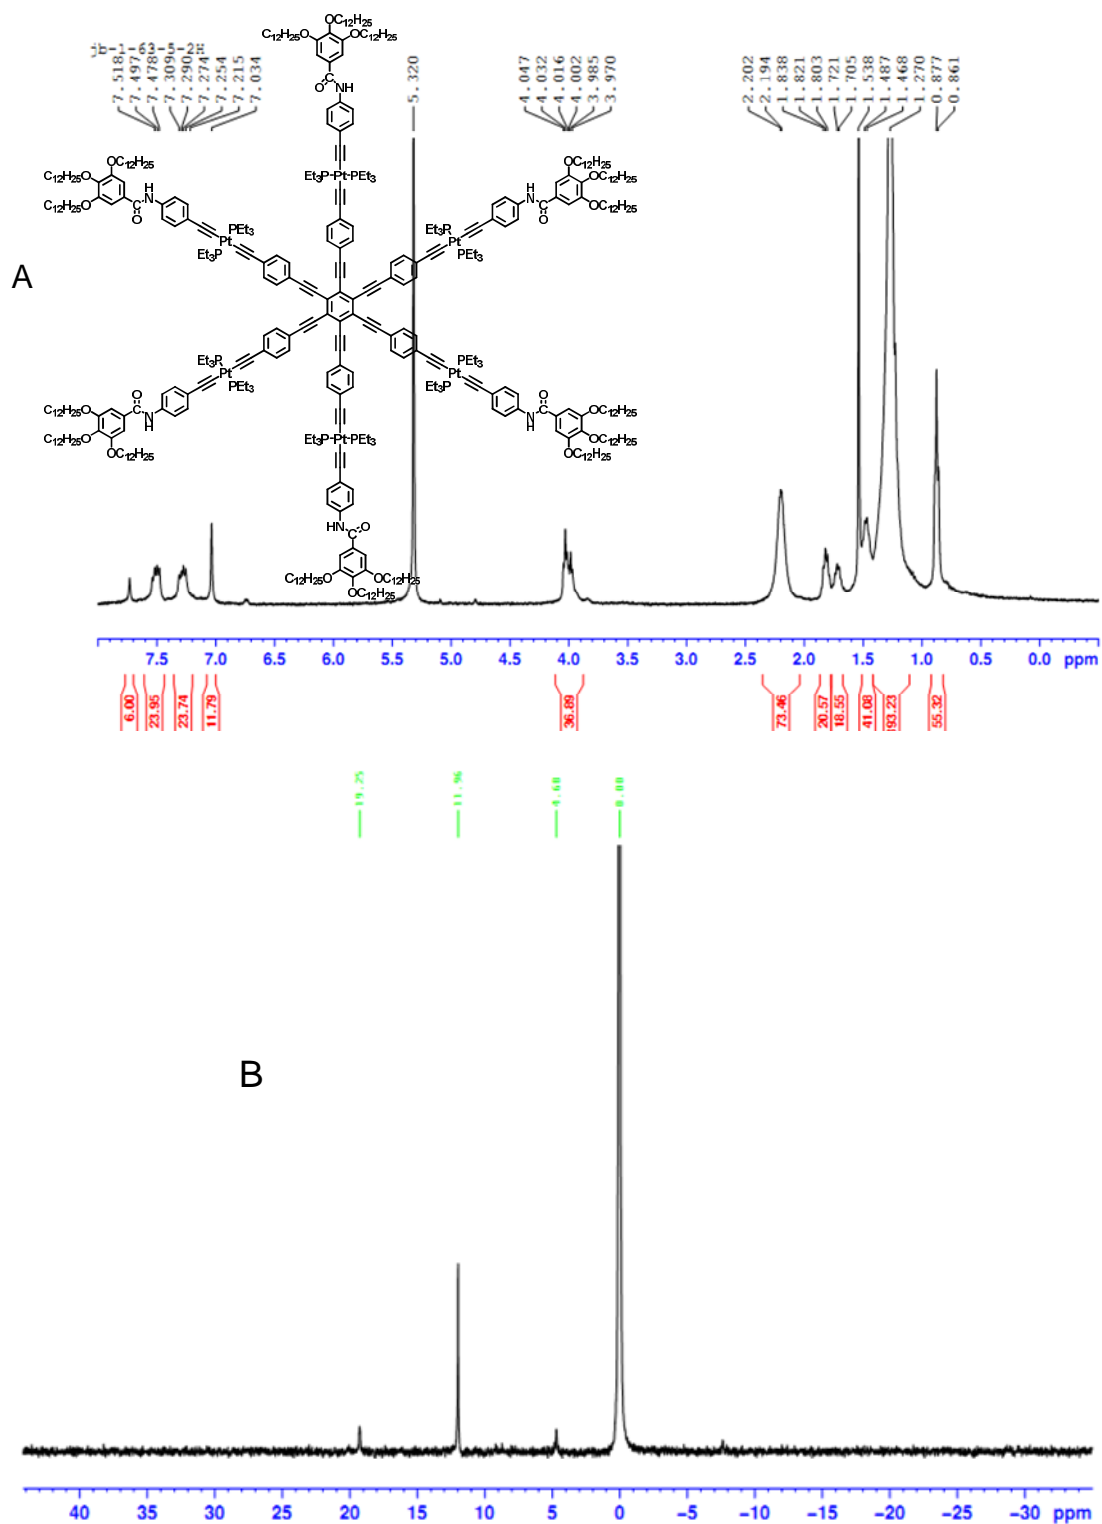 jb-1-63-5-2H
7.518
7.497
7.478
7.309
7.290
7.274
7.254
7.215
7.034
5.320
4.047
4.032
4.016
4.002
3.985
3.970
2.202
2.194
1.838
1.821
1.803
1.721
1.705
1.538
1.487
1.468
1.270
0.877
0.861
OC12H25
C12H25O OC12H25
O NH
Et3P-Pt-PEt3
OC12H25
C12H25O
C12H25O
O
H
N
PEt3
Pt
Et3P
OC12H25
OC12H25
OC12H25
H
N
O
Et3P
Pt
PEt3
A
Et3P
Pt
PEt3
O
N
H
C12H25O
C12H25O
OC12H25
PEt3
Pt
Et3P
O
N
H
OC12H25
OC12H25
OC12H25
Et3P-Pt-PEt3
HN O
C12H25O OC12H25
OC12H25
7.5 7.0 6.5 6.0 5.5 5.0 4.5 4.0 3.5 3.0 2.5 2.0 1.5 1.0 0.5 0.0 ppm
6.00
23.95
23.74
11.79
36.89
73.46
20.57
18.55
41.08
93.23
55.32
19.25
11.96
4.68
0.00
B
40 35 30 25 20 15 10 5 0 -5 -10 -15 -20 -25 -30 ppm